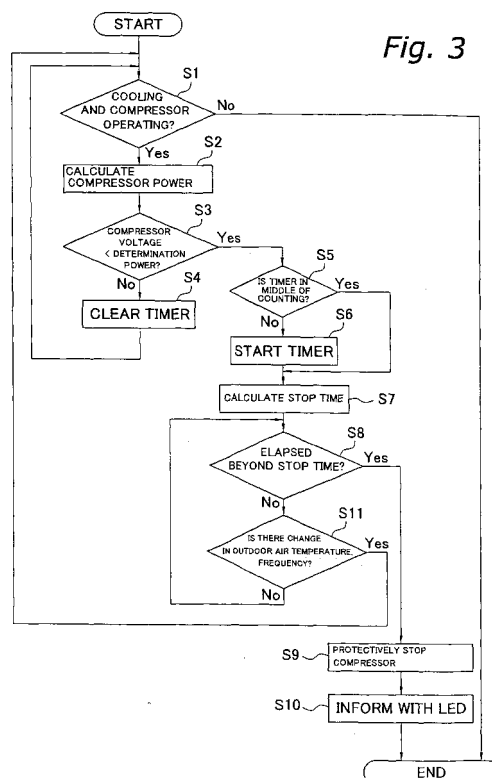 START
Fig. 3
S1
COOLING
AND COMPRESSOR
OPERATING?
No
Yes
S2
CALCULATE
COMPRESSOR POWER
S3
COMPRESSOR
VOLTAGE
< DETERMINATION
POWER?
Yes
No
S4
CLEAR TIMER
S5
IS TIMER IN
MIDDLE OF
COUNTING?
Yes
No
S6
START TIMER
CALCULATE STOP TIME
S7
S8
ELAPSED
BEYOND STOP TIME?
Yes
No
S11
IS THERE CHANGE
IN OUTDOOR AIR TEMPERATURE,
FREQUENCY?
Yes
No
S9
PROTECTIVELY STOP
COMPRESSOR
S10
INFORM WITH LED
END